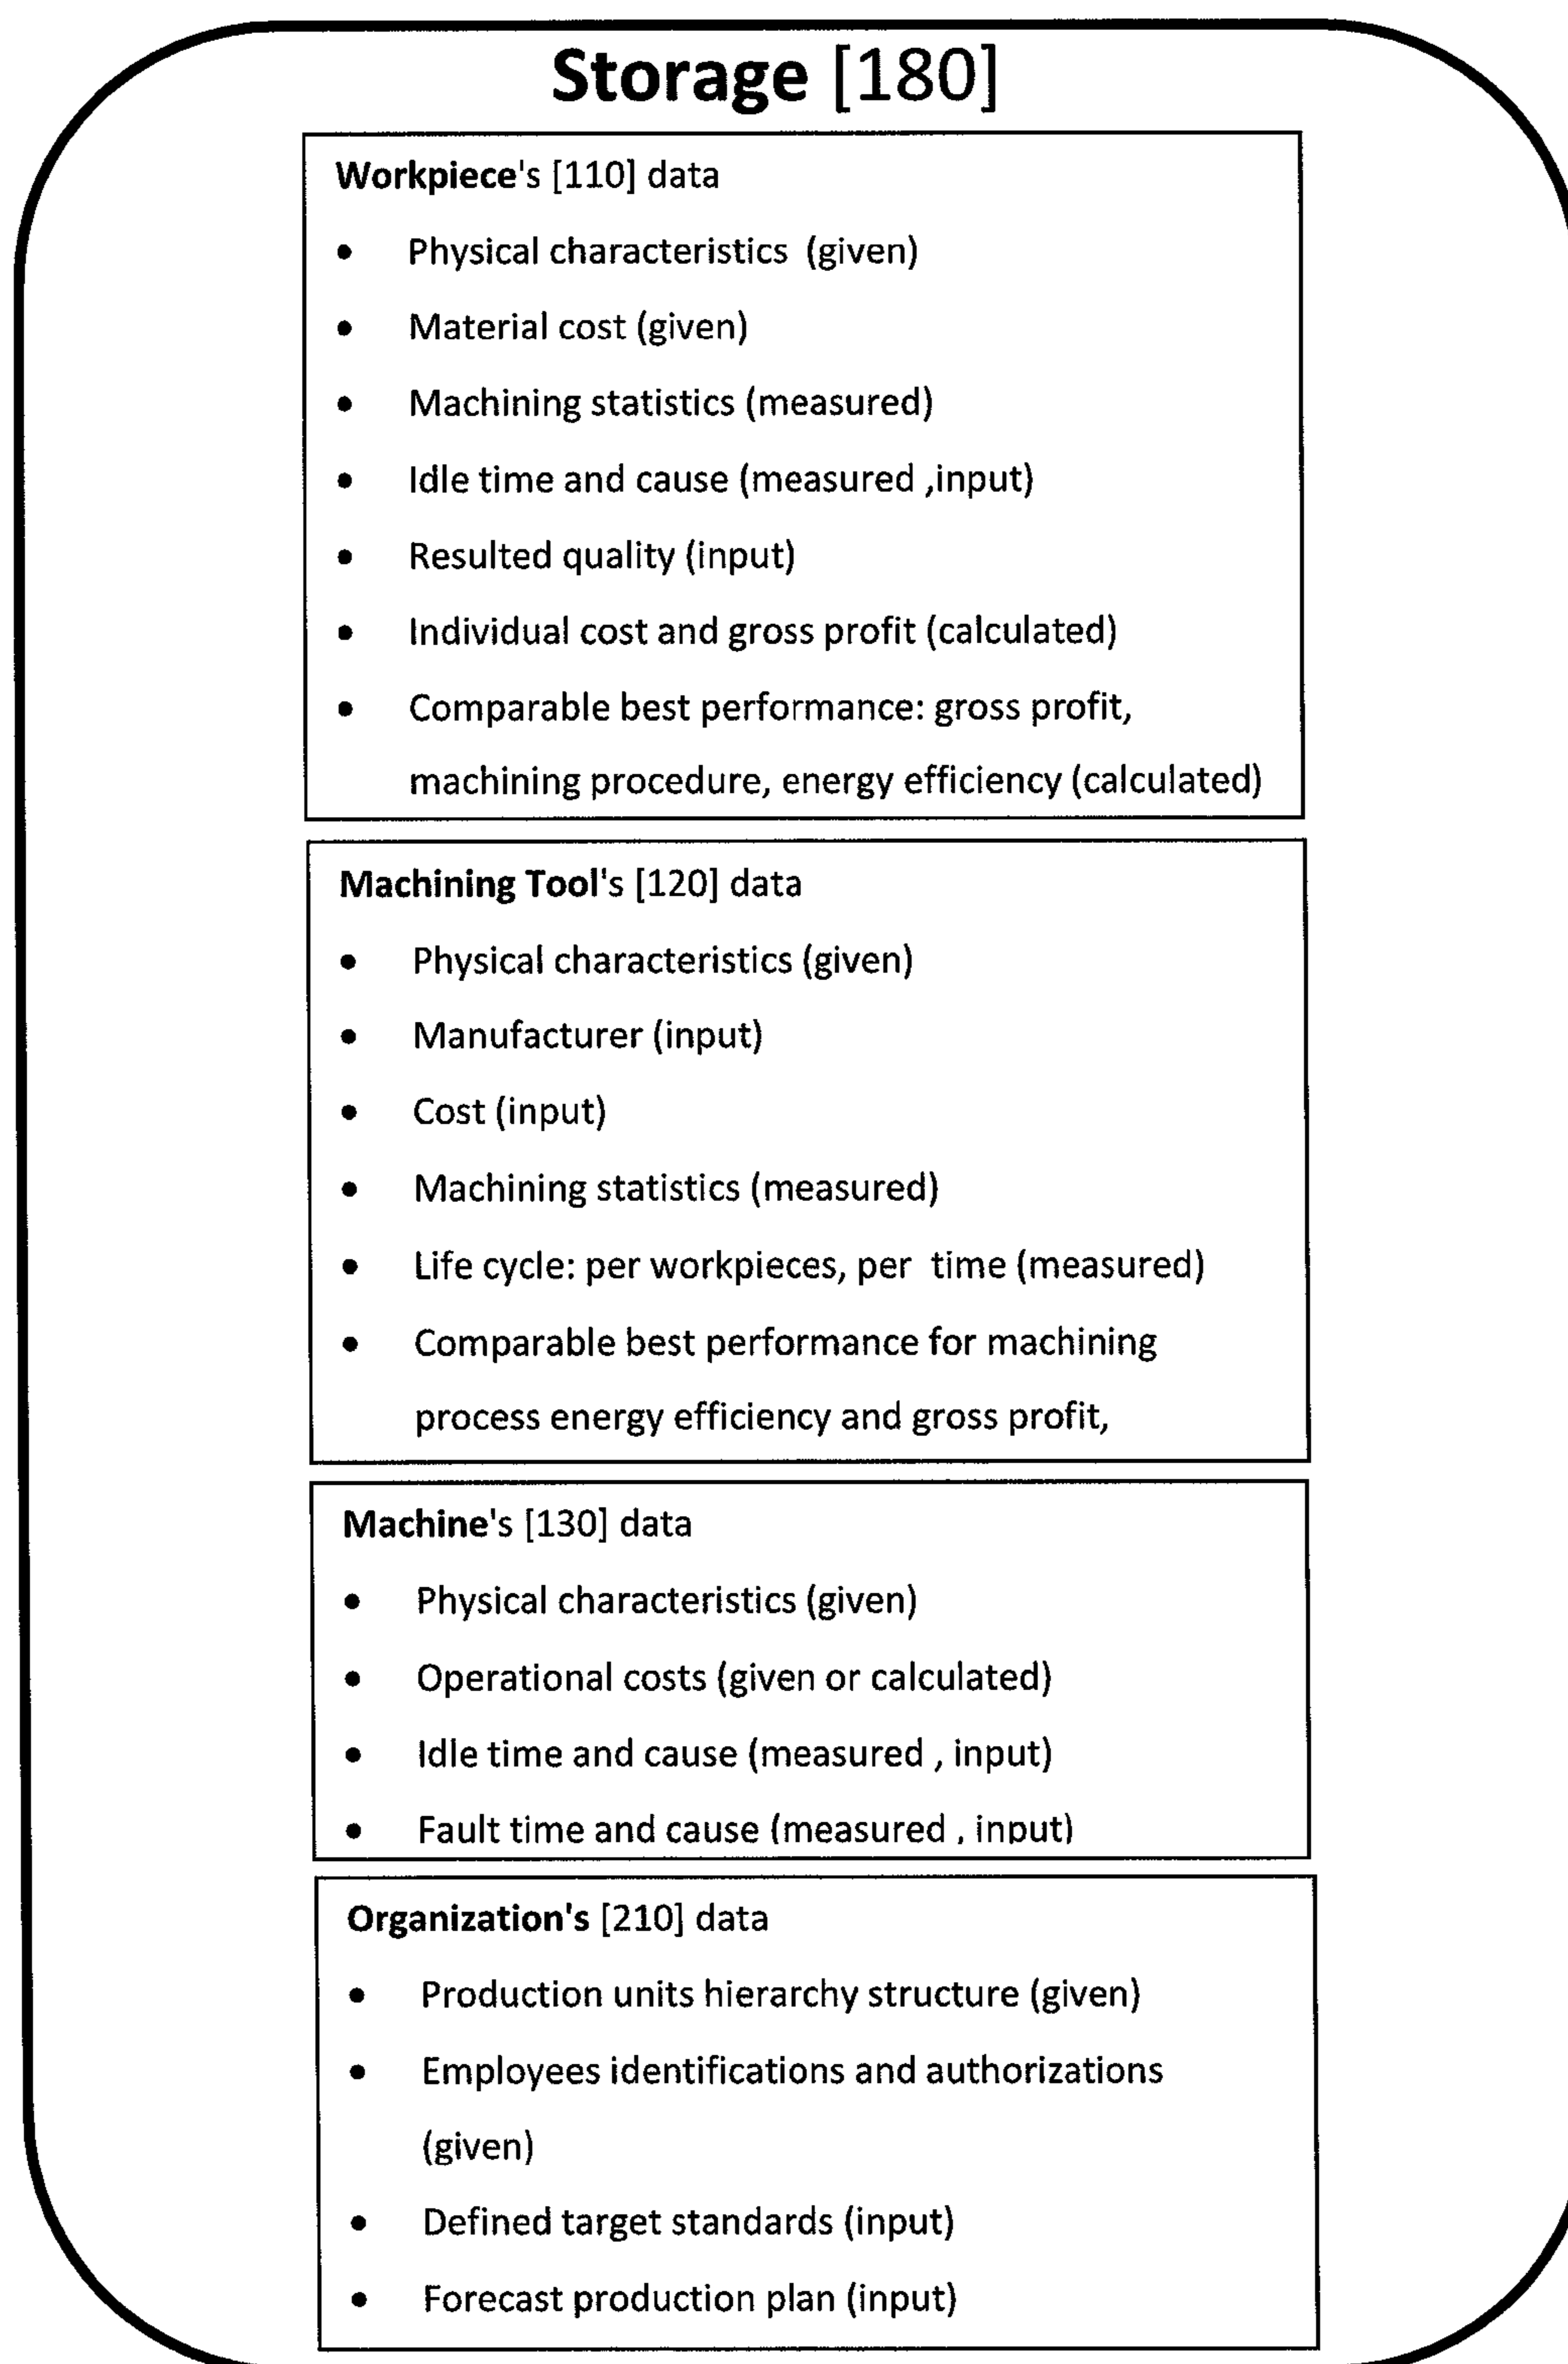 Storage [180]
Workpiece's [110] data
• Physical characteristics (given)
• Material cost (given)
• Machining statistics (measured)
• Idle time and cause (measured ,input)
• Resulted quality (input)
• Individual cost and gross profit (calculated)
• Comparable best performance: gross profit,
machining procedure, energy efficiency (calculated)
Machining Tool's [120] data
• Physical characteristics (given)
• Manufacturer (input)
• Cost (input)
• Machining statistics (measured)
• Life cycle: per workpieces, per time (measured)
• Comparable best performance for machining
process energy efficiency and gross profit,
Machine's [130] data
• Physical characteristics (given)
• Operational costs (given or calculated)
• Idle time and cause (measured , input)
• Fault time and cause (measured , input)
Organization's [210] data
• Production units hierarchy structure (given)
• Employees identifications and authorizations
(given)
• Defined target standards (input)
• Forecast production plan (input)